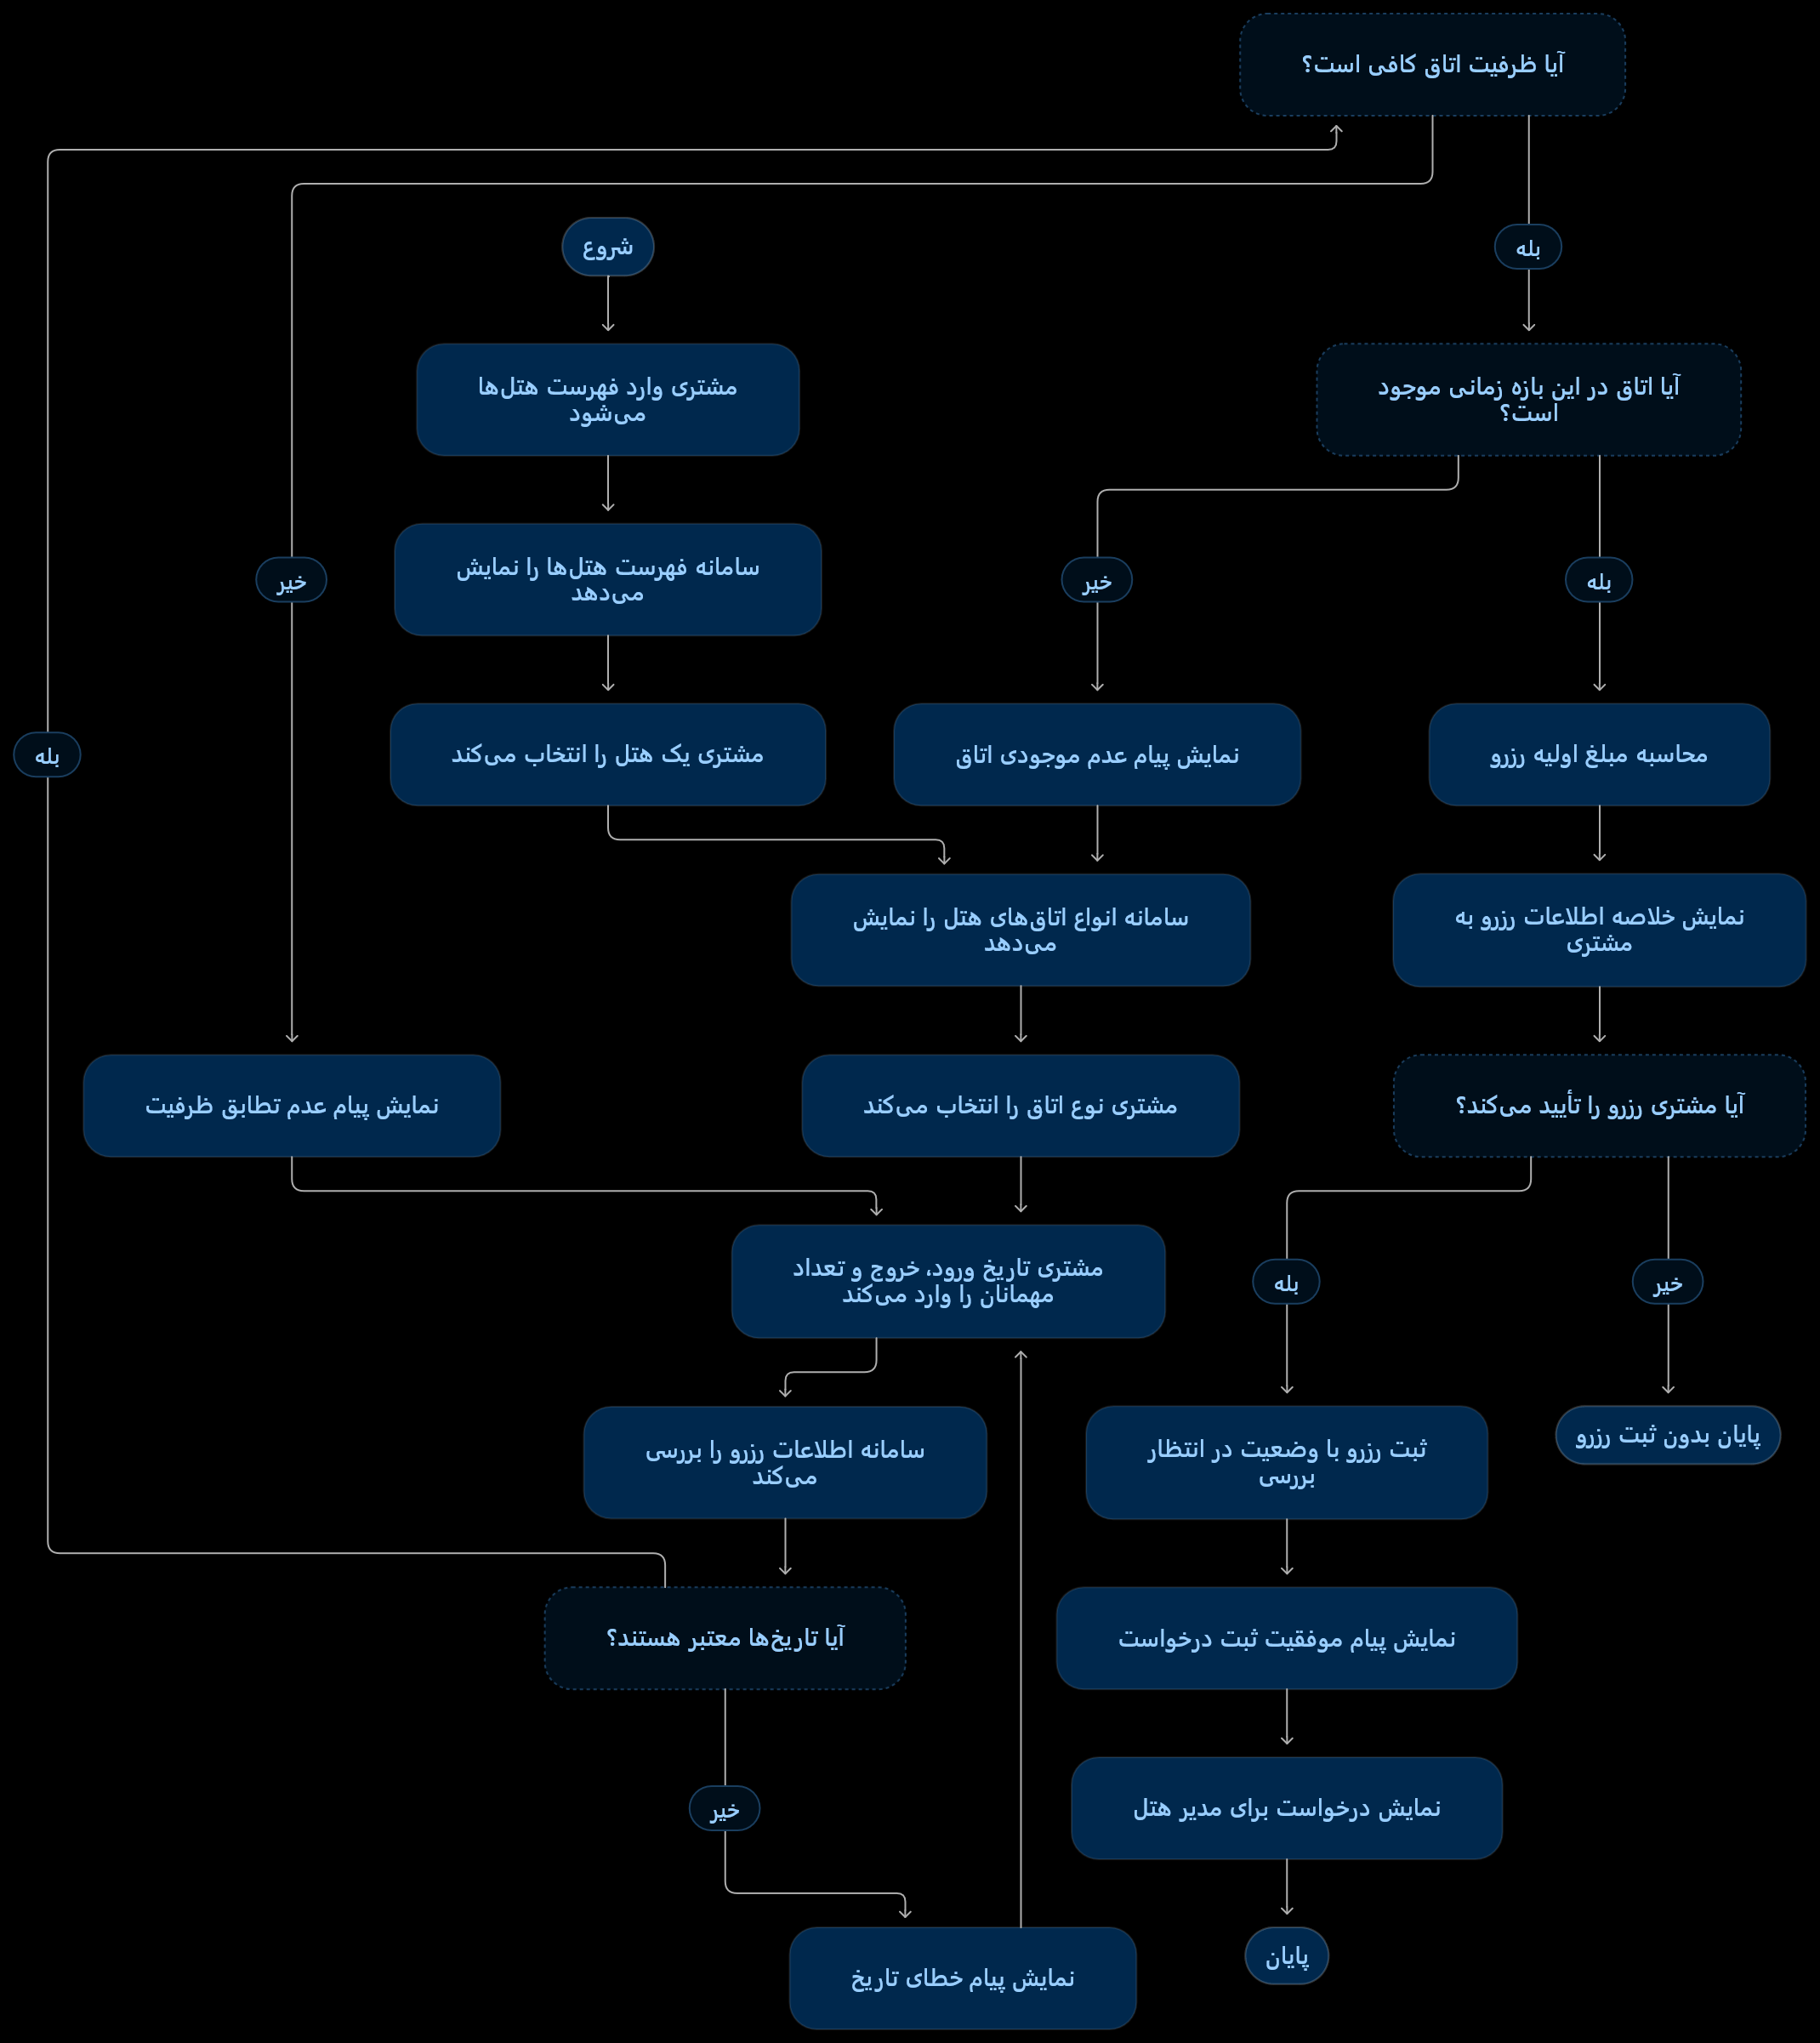 آیا ظرفیت اتاق کافی است؟
شروع
بله
مشتری وارد فهرست هتل‌ها
می‌شود
آیا اتاق در این بازه زمانی موجود
است؟
خیر
سامانه فهرست هتل‌ها را نمایش
می‌دهد
خیر
بله
بله
مشتری یک هتل را انتخاب می‌کند
نمایش پیام عدم موجودی اتاق
محاسبه مبلغ اولیه رزرو
سامانه انواع اتاق‌های هتل را نمایش
می‌دهد
نمایش خلاصه اطلاعات رزرو به
مشتری
نمایش پیام عدم تطابق ظرفیت
مشتری نوع اتاق را انتخاب می‌کند
آیا مشتری رزرو را تأیید می‌کند؟
مشتری تاریخ ورود، خروج و تعداد
مهمانان را وارد می‌کند
بله
خیر
سامانه اطلاعات رزرو را بررسی
می‌کند
ثبت رزرو با وضعیت در انتظار
بررسی
پایان بدون ثبت رزرو
آیا تاریخ‌ها معتبر هستند؟
نمایش پیام موفقیت ثبت درخواست
خیر
نمایش درخواست برای مدیر هتل
نمایش پیام خطای تاریخ
پایان